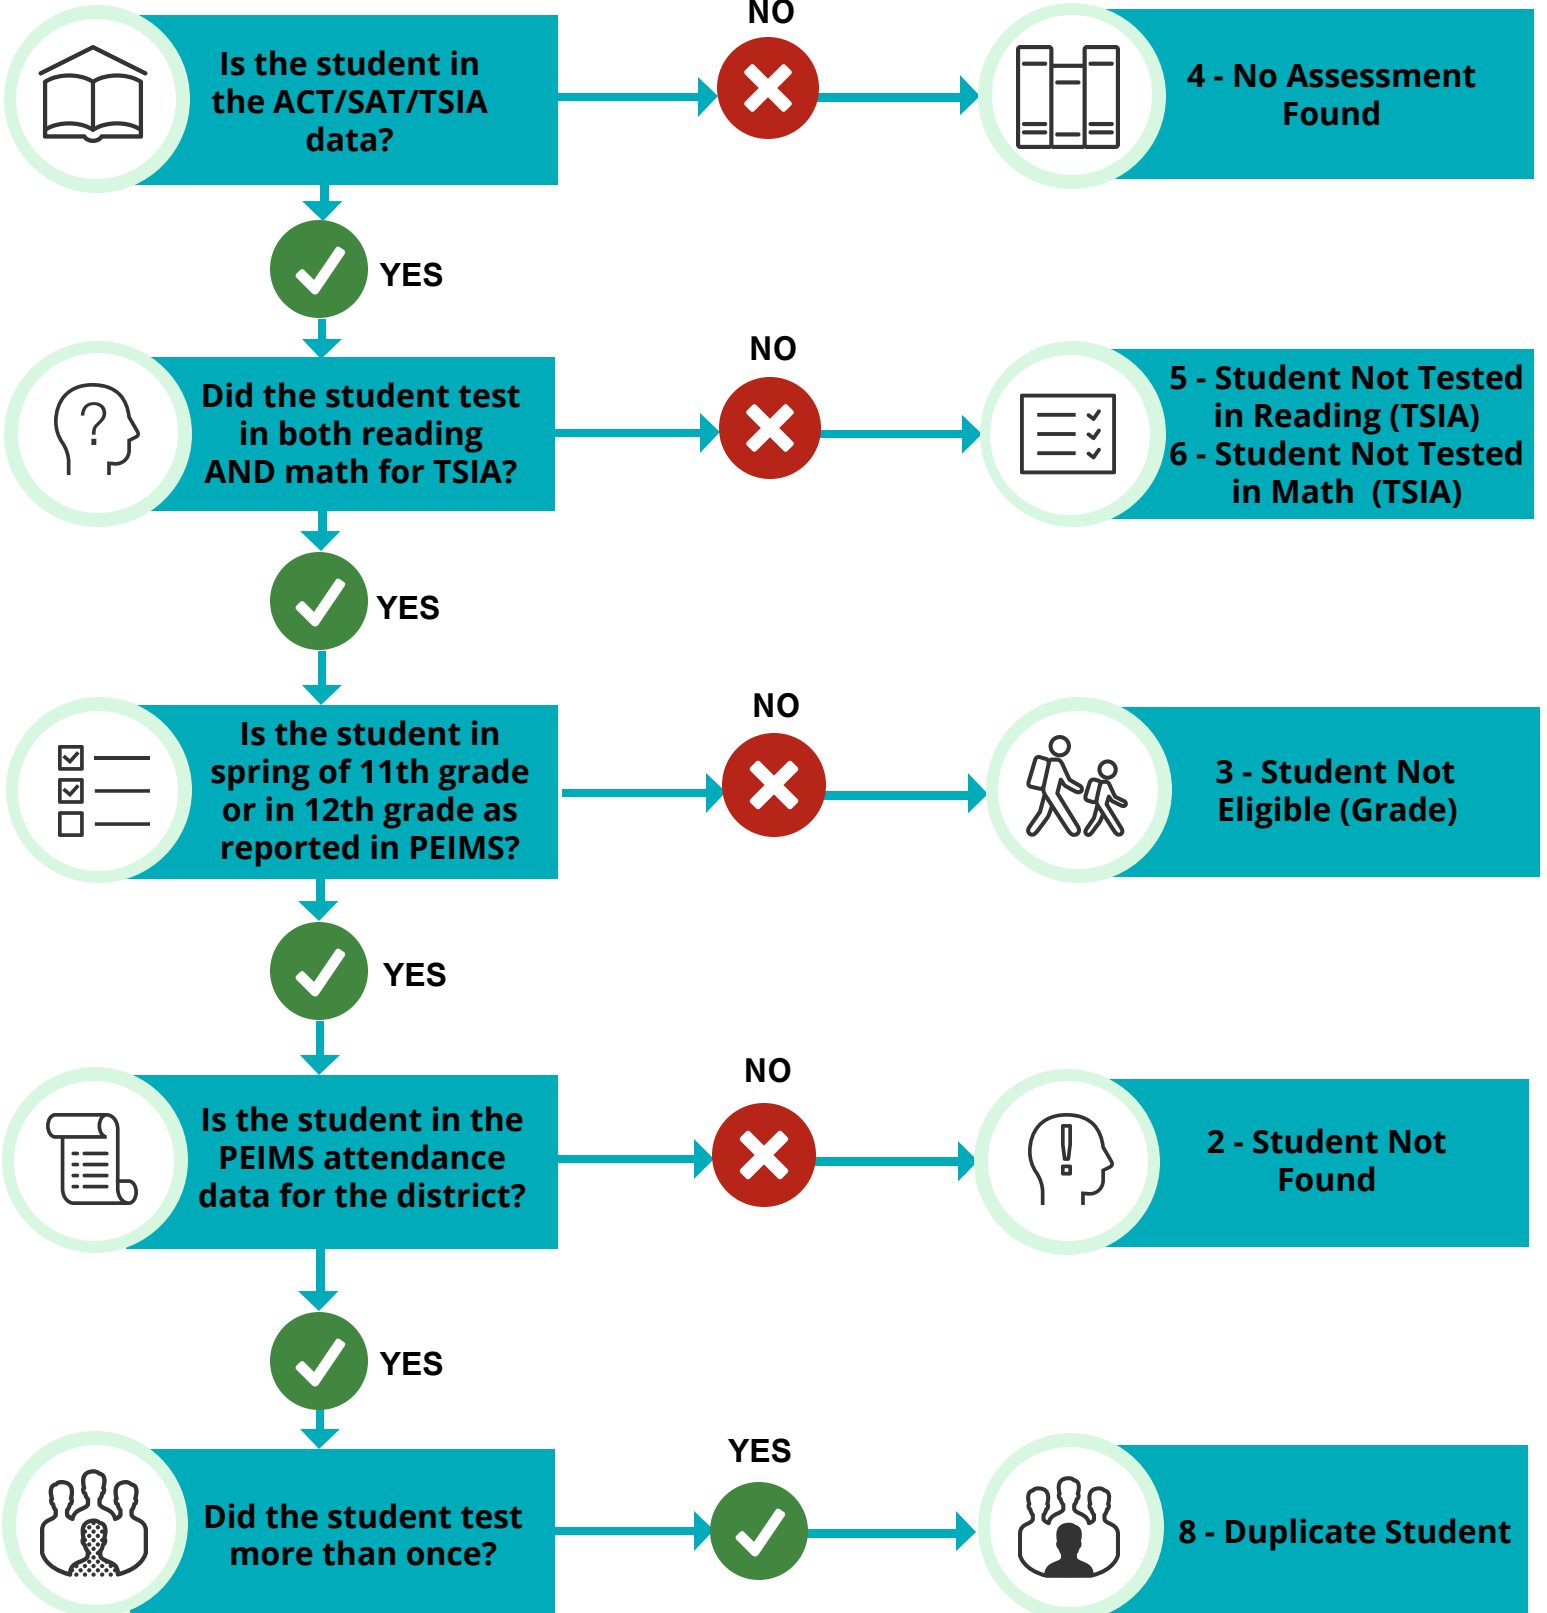 NO
Is the student in
the ACT/SAT/TSIA
data?
4 - No Assessment
Found
YES
NO
Did the student test
in both reading
AND math for TSIA?
5 - Student Not Tested
in Reading (TSIA)
6 - Student Not Tested
in Math (TSIA)
YES
NO
Is the student in
spring of 11th grade
or in 12th grade as
reported in PEIMS?
3 - Student Not
Eligible (Grade)
YES
NO
Is the student in the
PEIMS attendance
data for the district?
2 - Student Not
Found
YES
YES
Did the student test
more than once?
8 - Duplicate Student